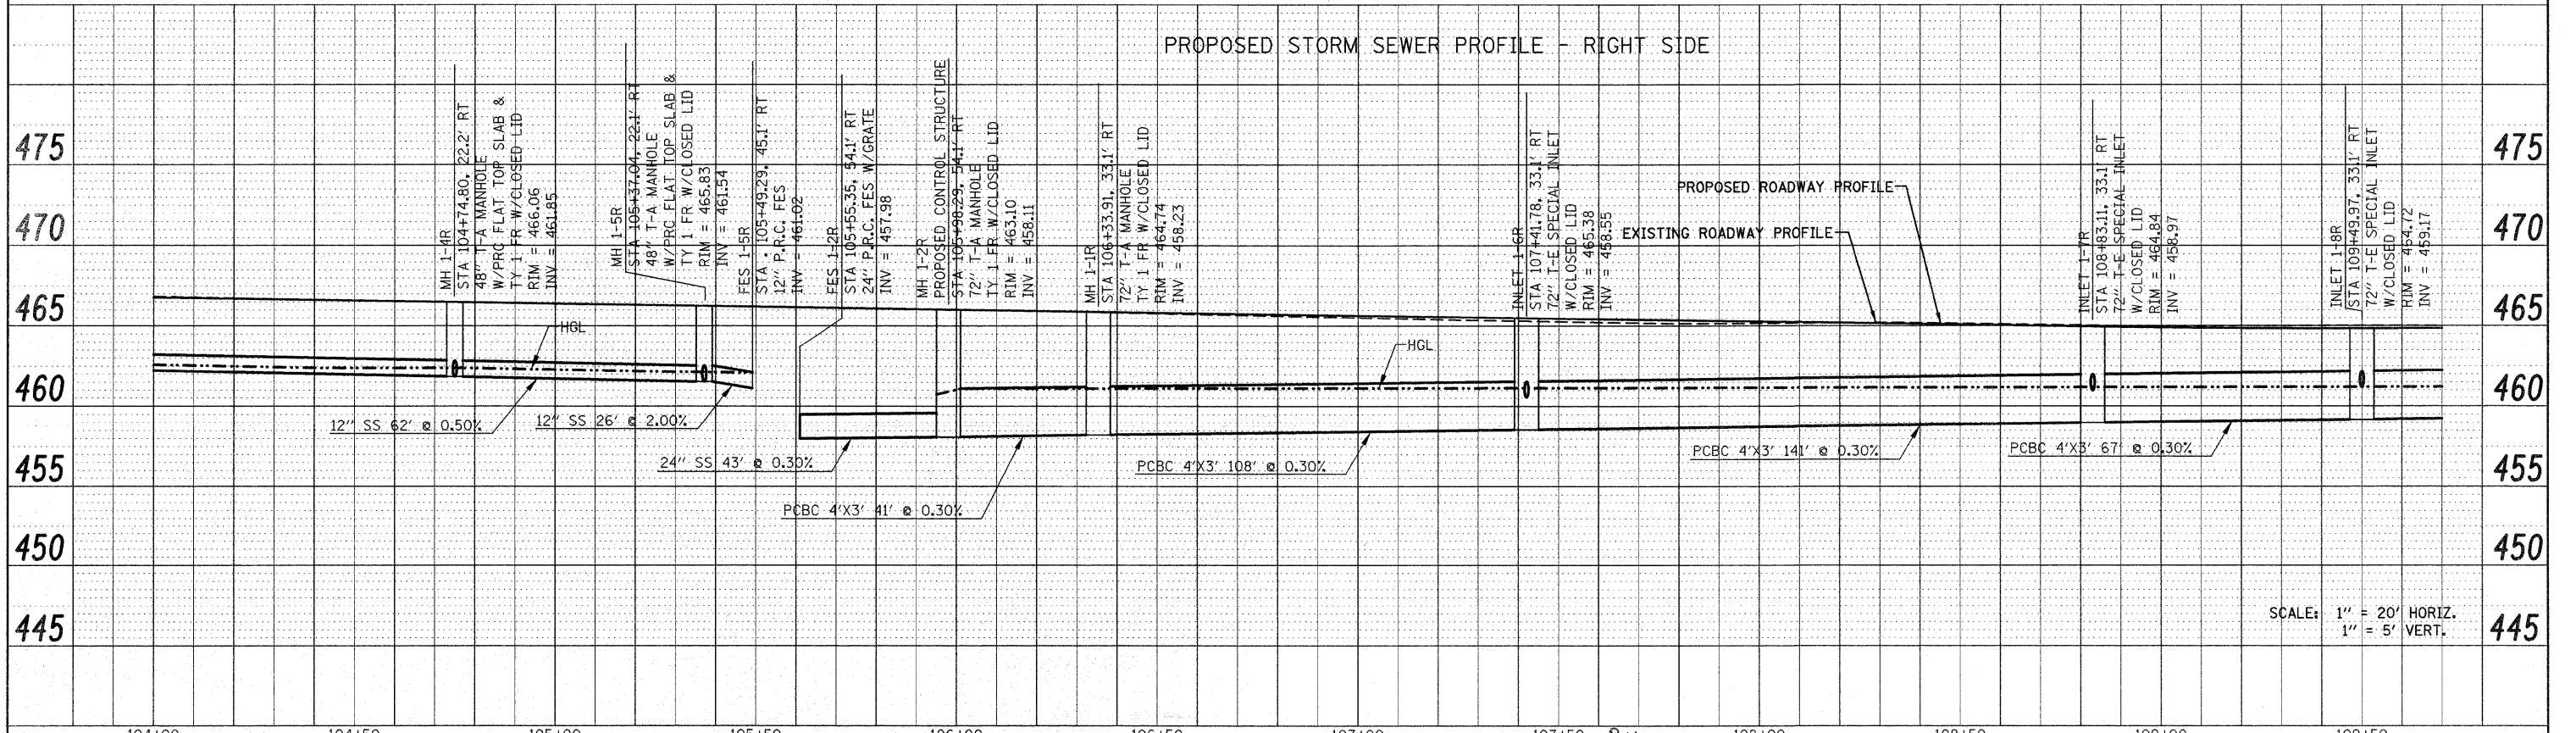 PROPOSED STORM SEWER PROFILE - RIGHT SIDE
475
470
465
460
455
450
445
MH 1-4R
STA 104+74.80, 22.2' RT
48" T-A MANHOLE
W/PRC FLAT TOP SLAB &
TY 1 FR W/CLOSED LID
RIM = 466.06
INV = 461.85
MH 1-5R
STA 105+37.04, 22.1' RT
48" T-A MANHOLE
W/PRC FLAT TOP SLAB &
TY 1 FR W/CLOSED LID
RIM = 465.83
INV = 461.54
FES 1-5R
STA . 105+49.29, 45.1' RT
12" P.R.C. FES
INV = 461.02
FES 1-2R
STA 105+55.35, 54.1' RT
24" P.R.C. FES W/GRATE
INV = 457.98
MH 1-2R
PROPOSED CONTROL STRUCTURE
STA 105+98.29, 54.1' RT
72" T-A MANHOLE
TY 1 FR W/CLOSED LID
RIM = 463.10
INV = 458.11
MH 1-1R
STA 106+33.91, 33.1' RT
72" T-A MANHOLE
TY 1 FR W/CLOSED LID
RIM = 464.74
INV = 458.23
INLET 1-6R
STA 107+41.78, 33.1' RT
72" T-E SPECIAL INLET
W/CLOSED LID
RIM = 465.38
INV = 458.55
PROPOSED ROADWAY PROFILE
EXISTING ROADWAY PROFILE
INLET 1-7R
STA 108+83.11, 33.1' RT
72" T-E SPECIAL INLET
W/CLOSED LID
RIM = 464.84
INV = 458.97
INLET 1-8R
STA 109+49.97, 33.1' RT
72" T-E SPECIAL INLET
W/CLOSED LID
RIM = 464.72
INV = 459.17
HGL
HGL
12" SS 62' @ 0.50%
12" SS 26' @ 2.00%
24" SS 43' @ 0.30%
PCBC 4'X3' 41' @ 0.30%
PCBC 4'X3' 108' @ 0.30%
PCBC 4'X3' 141' @ 0.30%
PCBC 4'X3' 67' @ 0.30%
SCALE: 1" = 20' HORIZ.
1" = 5' VERT.
475
470
465
460
455
450
445